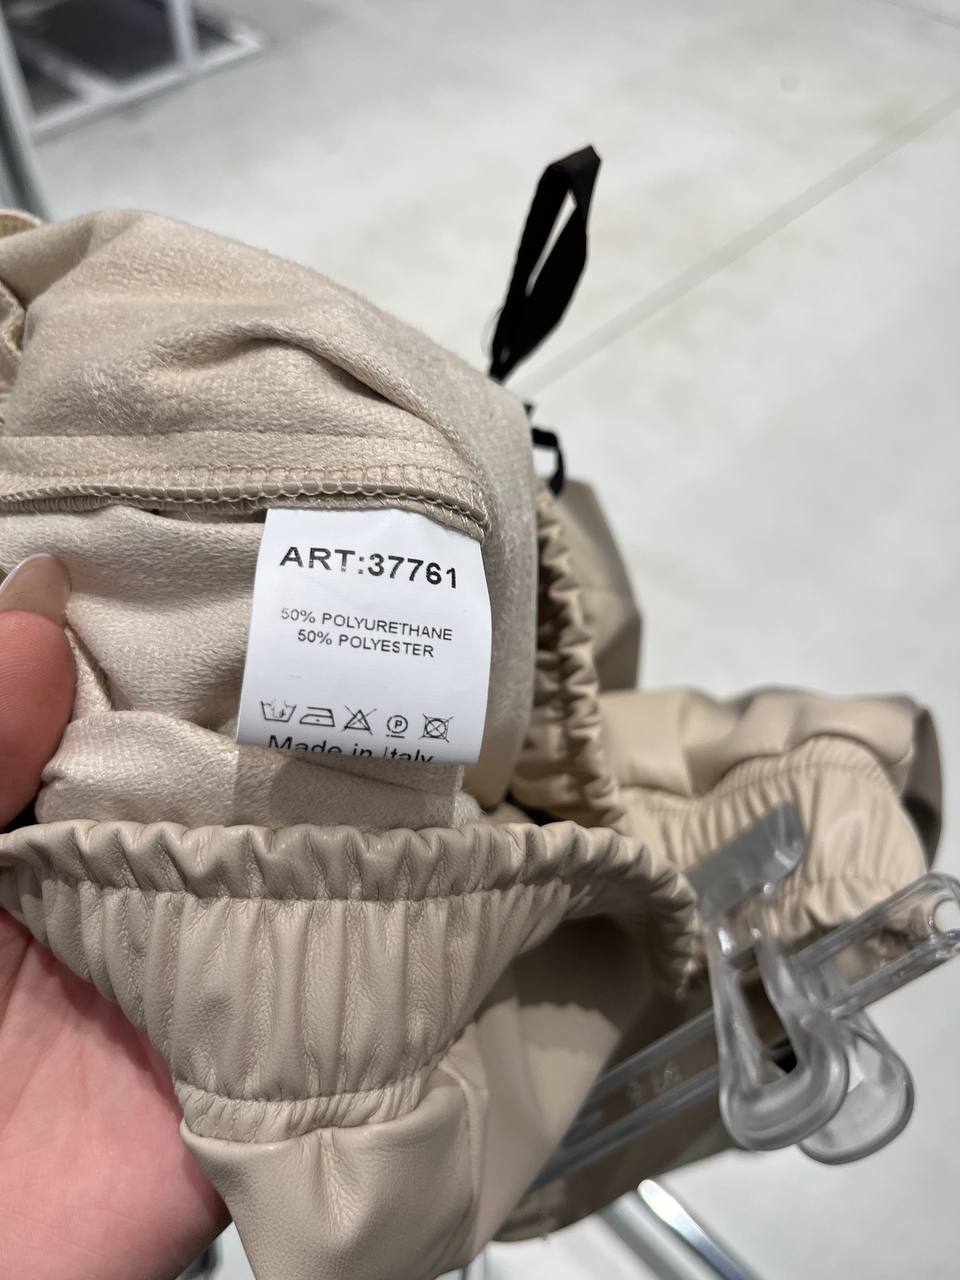 ART:37761
50% POLYURETHANE
50% POLYESTER
P
Made in Italy